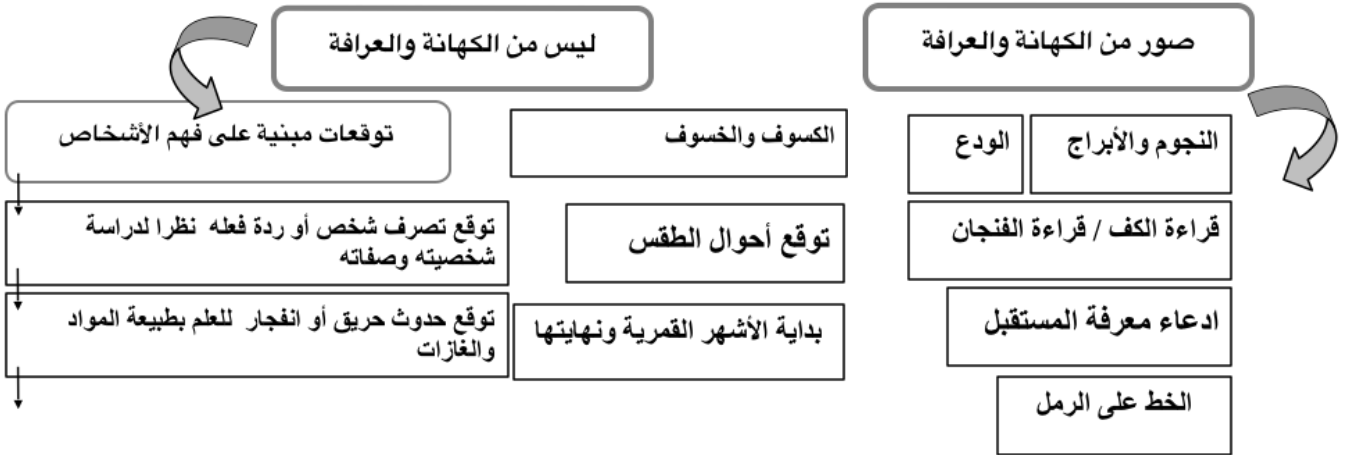 صور من الكهانة والعرافة
النجوم والأبراج
الودع
قراءة الكف / قراءة الفنجان
ادعاء معرفة المستقبل
الخط على الرمل
ليس من الكهانة والعرافة
الكسوف والخسوف
توقع أحوال الطقس
بداية الأشهر القمرية ونهايتها
توقعات مبنية على فهم الأشخاص
توقع تصرف شخص أو ردة فعله نظرا لدراسة
شخصيته وصفاته
توقع حدوث حريق أو انفجار للعلم بطبيعة المواد
والغازات